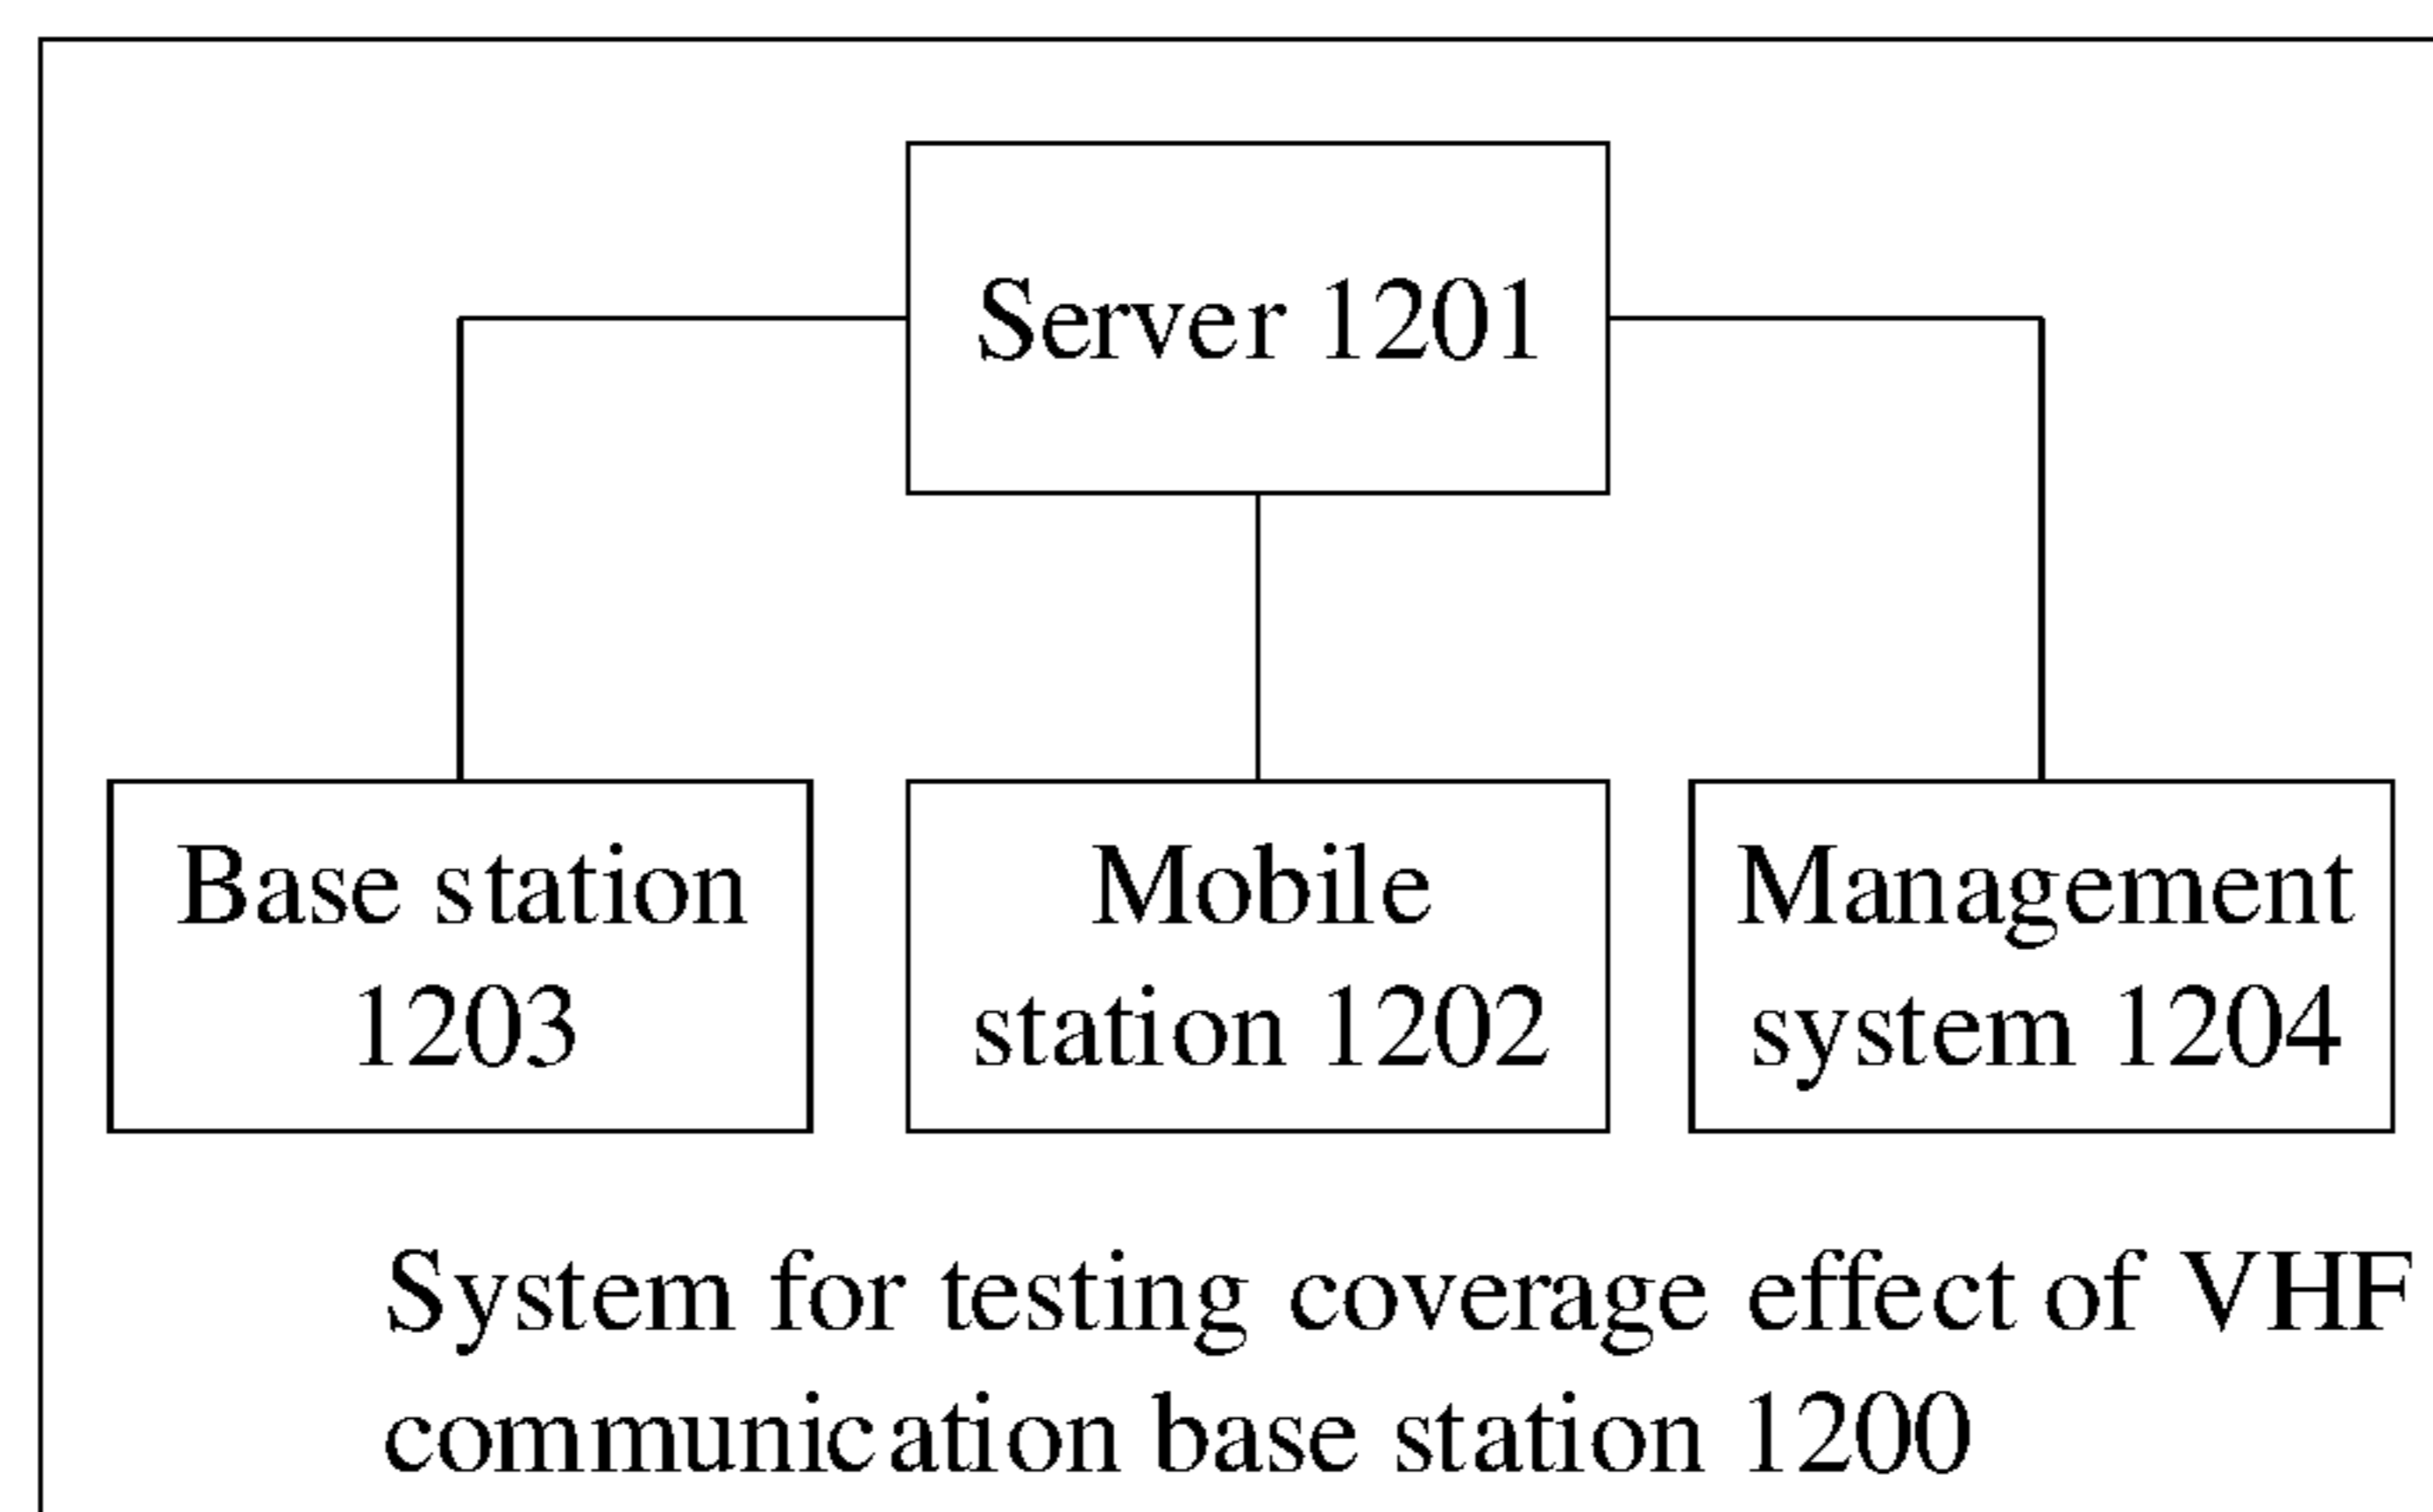 Server 1201
Base station
1203
Mobile
station 1202
Management
system 1204
System for testing coverage effect of VHF
communication base station 1200